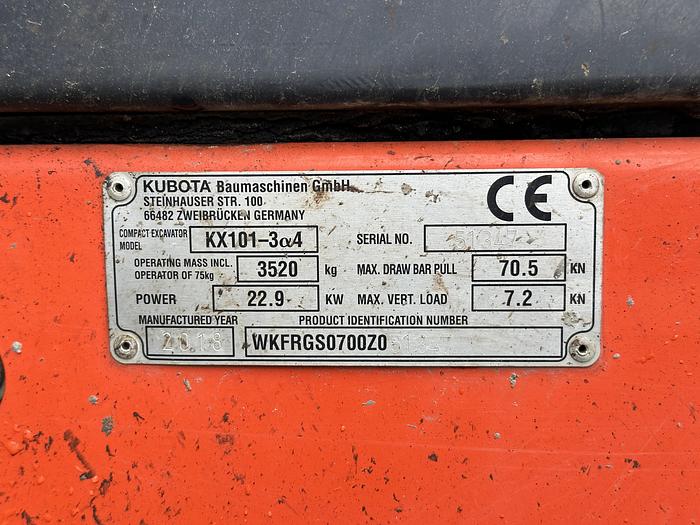 KUBOTA Baumaschinen GmbH
STEINHAUSER STR. 100
66482 ZWEIBRÜCKEN GERMANY
CE
COMPACT EXCAVATOR MODEL KX101-3α4 SERIAL NO.
OPERATING MASS INCL. OPERATOR OF 75kg 3520 kg MAX. DRAW BAR PULL 70.5 KN
POWER 22.9 KW MAX. VERT. LOAD 7.2 KN
MANUFACTURED YEAR PRODUCT IDENTIFICATION NUMBER
2018 WKFRGS0700Z0